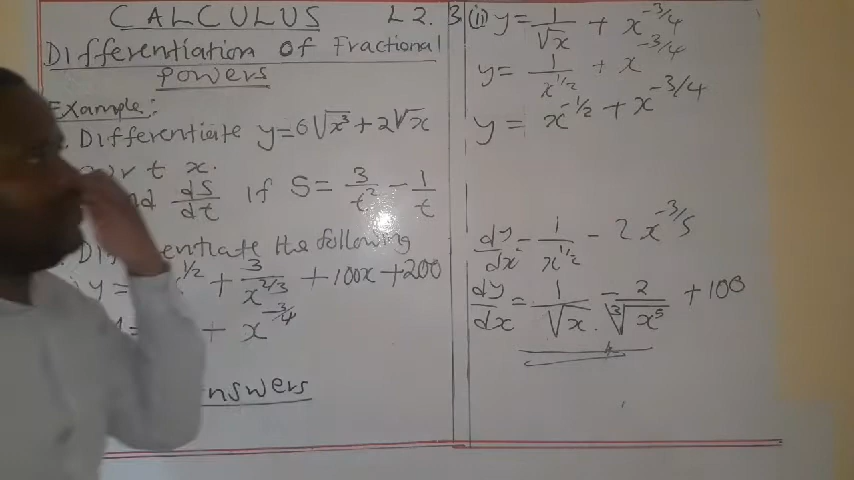 CALCULUS L2.
Differentiation of Fractional
powers
Example:
Differentiate y=6√x³ + 2√x
t x.
dS/dt if S= 3/t² - 1/t
entiate the following
y= ^1/2 + 3/x^2/3 + 100x + 200
+ x^-3/4
nswers
3(ii) y= 1/√x + x^-3/4
y= 1/x^1/2 + x^-3/4
y= x^-1/2 + x^-3/4
dy/dx = 1/x^1/2 - 2x^-3/5
dy/dx = 1/√x. - 2/∛x⁵ + 100